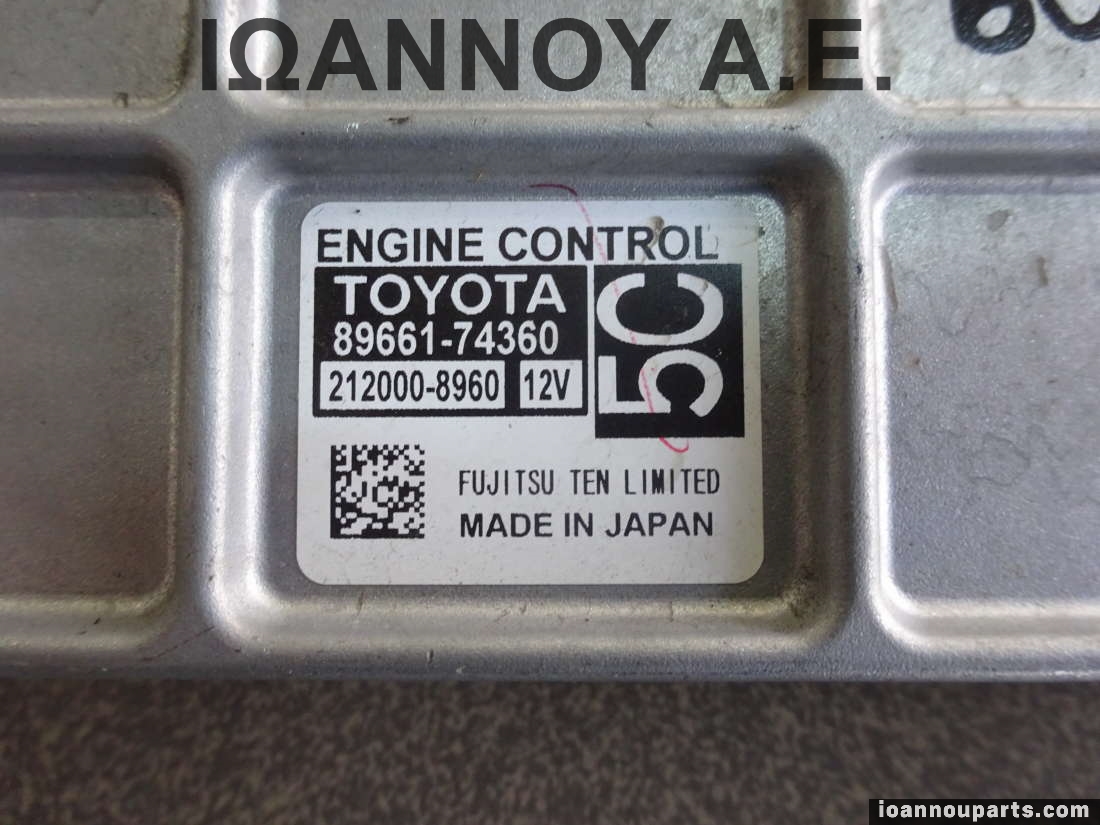 ΙΩΑΝΝΟΥ Α.Ε.
ENGINE CONTROL
TOYOTA
89661-74360
212000-8960 12V
5C
FUJITSU TEN LIMITED
MADE IN JAPAN
ioannouparts.com